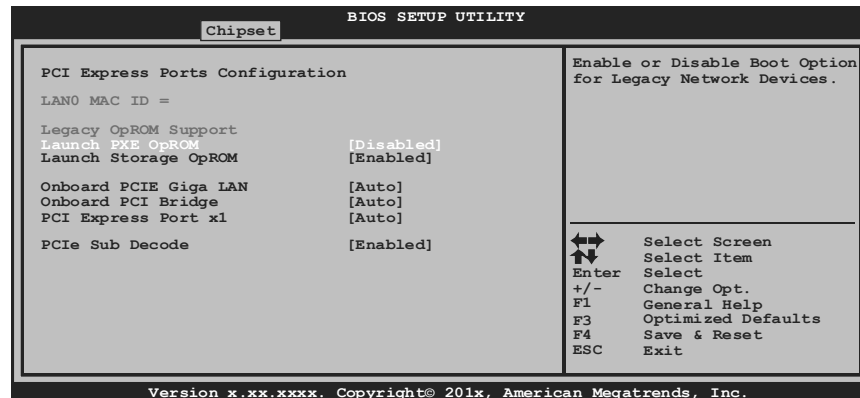 BIOS SETUP UTILITY
Chipset
PCI Express Ports Configuration
LAN0 MAC ID =
Legacy OpROM Support
Launch PXE OpROM [Disabled]
Launch Storage OpROM [Enabled]
Onboard PCIE Giga LAN [Auto]
Onboard PCI Bridge [Auto]
PCI Express Port x1 [Auto]
PCIe Sub Decode [Enabled]
Enable or Disable Boot Option
for Legacy Network Devices.
Select Screen
Select Item
Enter Select
+/- Change Opt.
F1 General Help
F3 Optimized Defaults
F4 Save & Reset
ESC Exit
Version x.xx.xxxx. Copyright© 201x, American Megatrends, Inc.